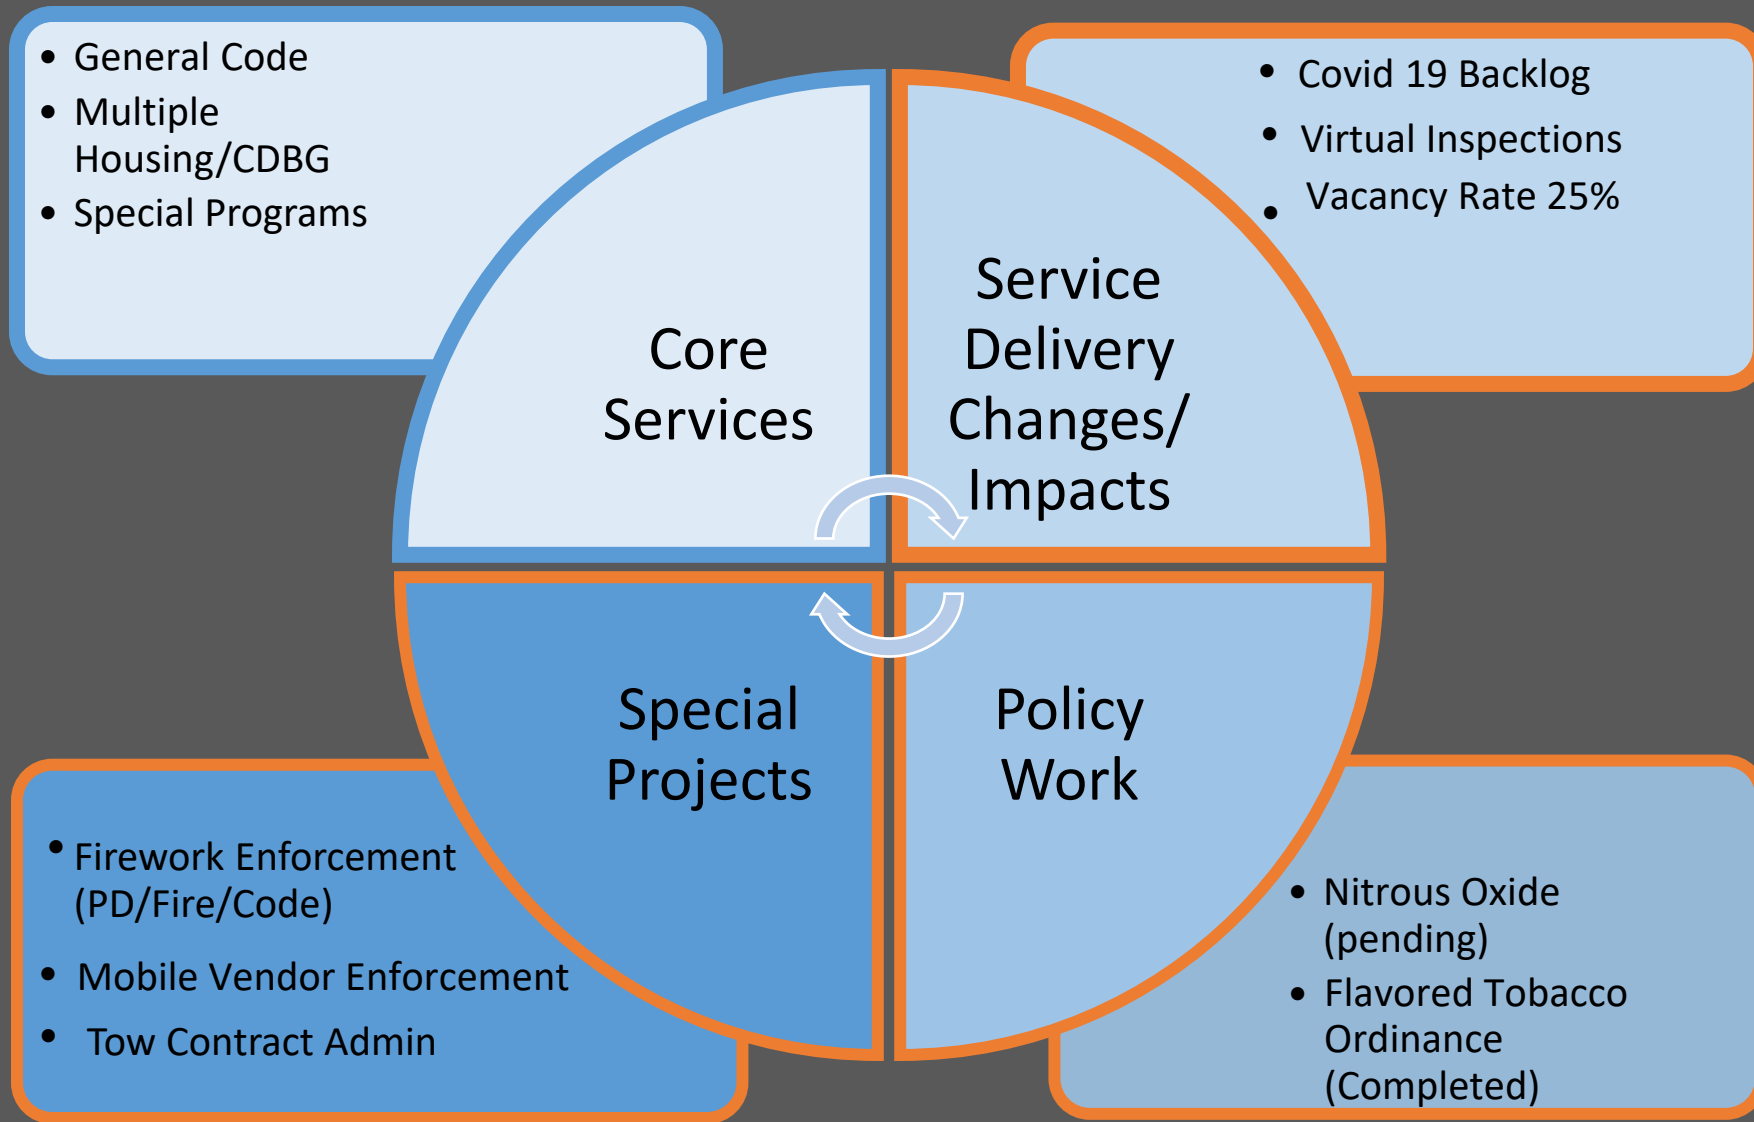 • General Code
• Multiple
Housing/CDBG
• Special Programs
• Covid 19 Backlog
• Virtual Inspections
• Vacancy Rate 25%
Core
Services
Service
Delivery
Changes/
Impacts
Special
Projects
Policy
Work
• Firework Enforcement
(PD/Fire/Code)
• Mobile Vendor Enforcement
• Tow Contract Admin
• Nitrous Oxide
(pending)
• Flavored Tobacco
Ordinance
(Completed)